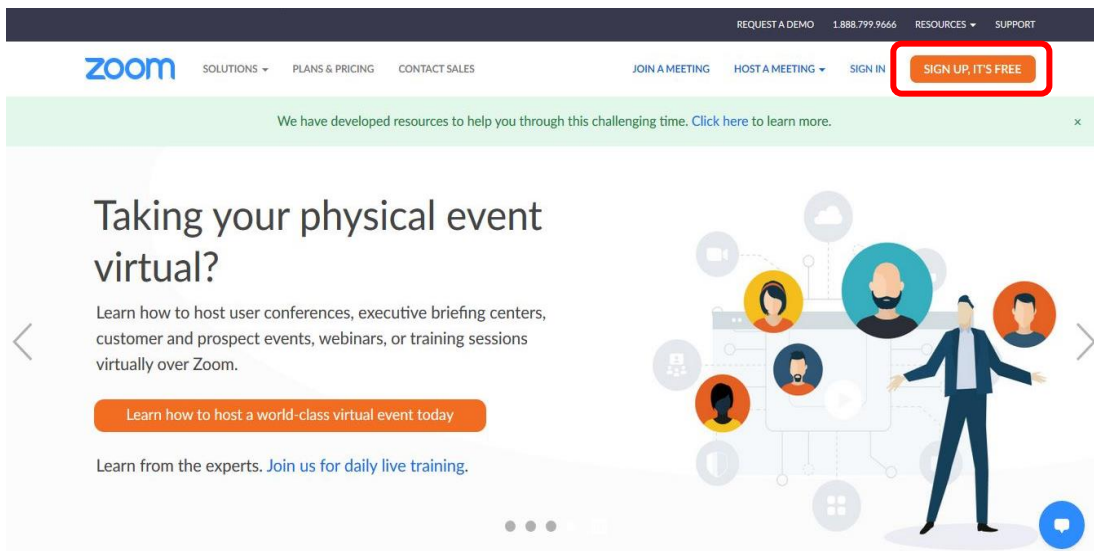 REQUEST A DEMO 1.888.799.9666 RESOURCES SUPPORT
zoom SOLUTIONS PLANS & PRICING CONTACT SALES JOIN A MEETING HOST A MEETING SIGN IN SIGN UP, IT'S FREE
We have developed resources to help you through this challenging time. Click here to learn more. ×
Taking your physical event
virtual?
Learn how to host user conferences, executive briefing centers,
customer and prospect events, webinars, or training sessions
virtually over Zoom.
Learn how to host a world-class virtual event today
Learn from the experts. Join us for daily live training.